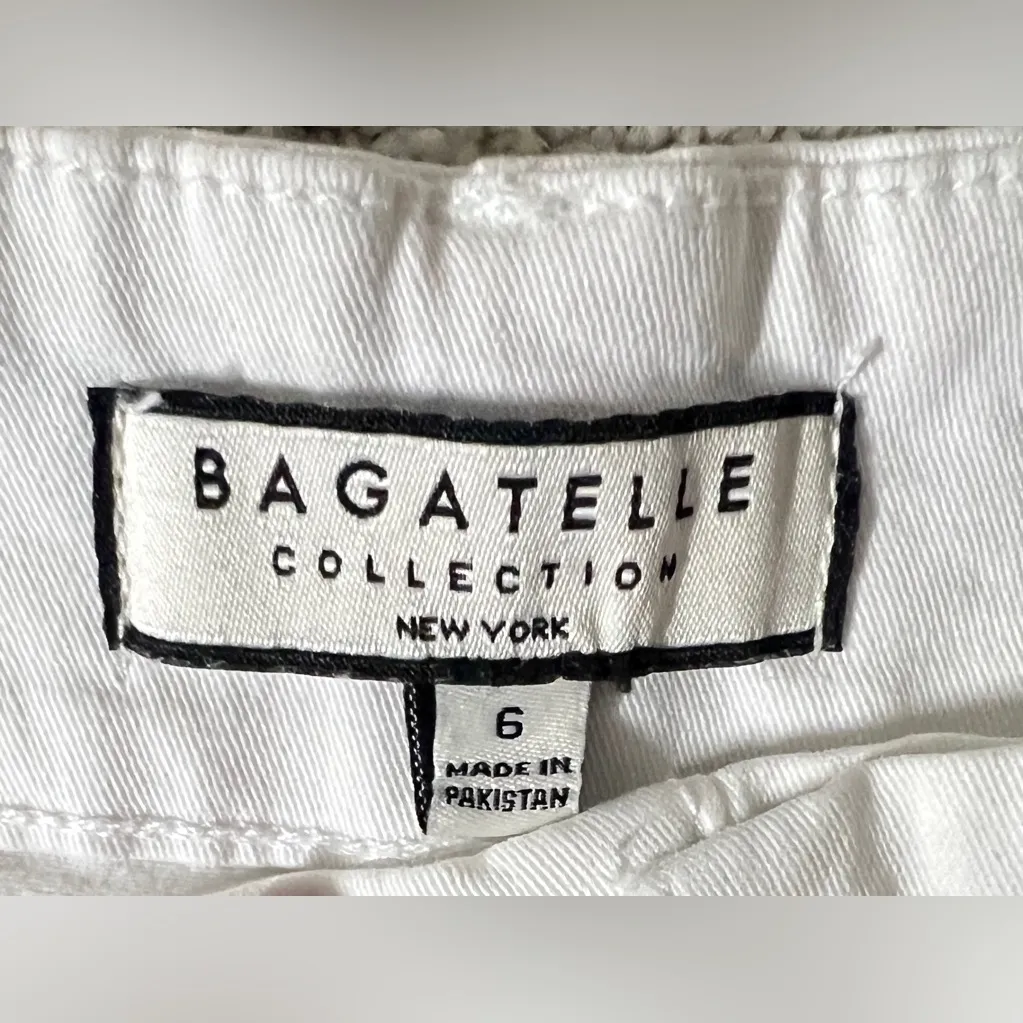 BAGATELLE
COLLECTION
NEW YORK
6
MADE IN
PAKISTAN